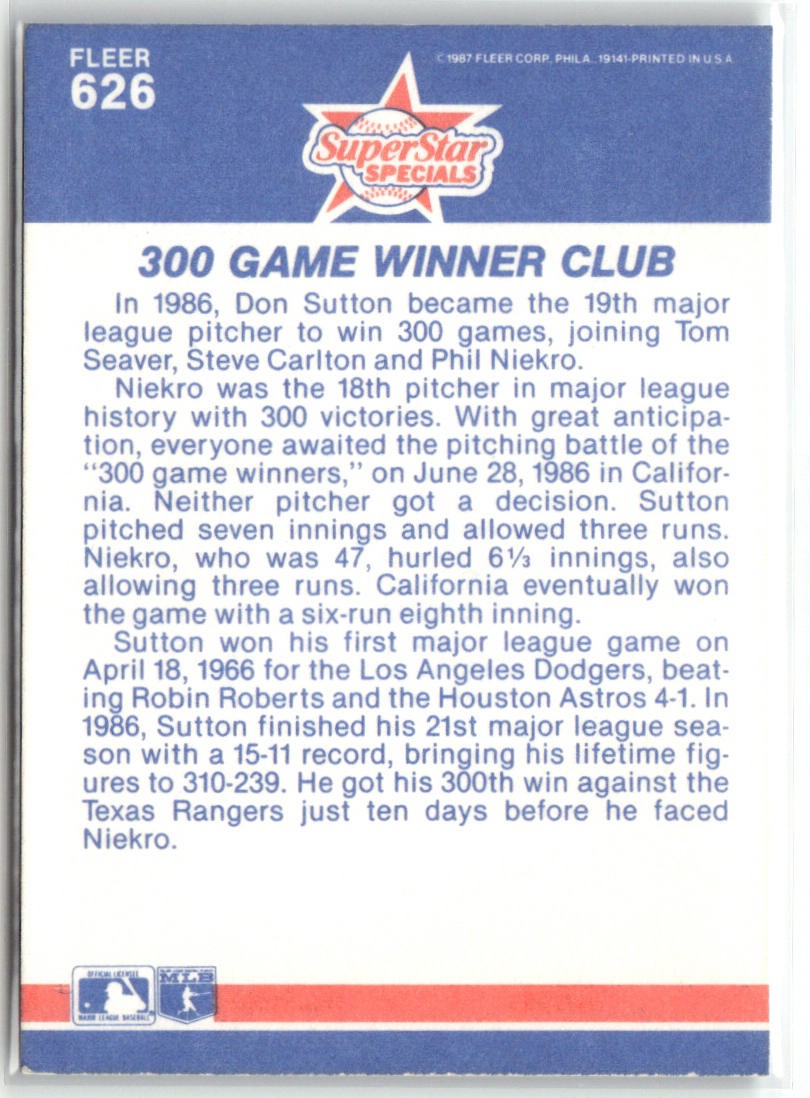 FLEER
626
©1987 FLEER CORP. PHILA. 19141-PRINTED IN U S A
SuperStar
SPECIALS
300 GAME WINNER CLUB
In 1986, Don Sutton became the 19th major
league pitcher to win 300 games, joining Tom
Seaver, Steve Carlton and Phil Niekro.
Niekro was the 18th pitcher in major league
history with 300 victories. With great anticipa-
tion, everyone awaited the pitching battle of the
“300 game winners,” on June 28, 1986 in Califor-
nia. Neither pitcher got a decision. Sutton
pitched seven innings and allowed three runs.
Niekro, who was 47, hurled 6⅓ innings, also
allowing three runs. California eventually won
the game with a six-run eighth inning.
Sutton won his first major league game on
April 18, 1966 for the Los Angeles Dodgers, beat-
ing Robin Roberts and the Houston Astros 4-1. In
1986, Sutton finished his 21st major league sea-
son with a 15-11 record, bringing his lifetime fig-
ures to 310-239. He got his 300th win against the
Texas Rangers just ten days before he faced
Niekro.
OFFICIAL LICENSEE
MAJOR LEAGUE BASEBALL
MLB